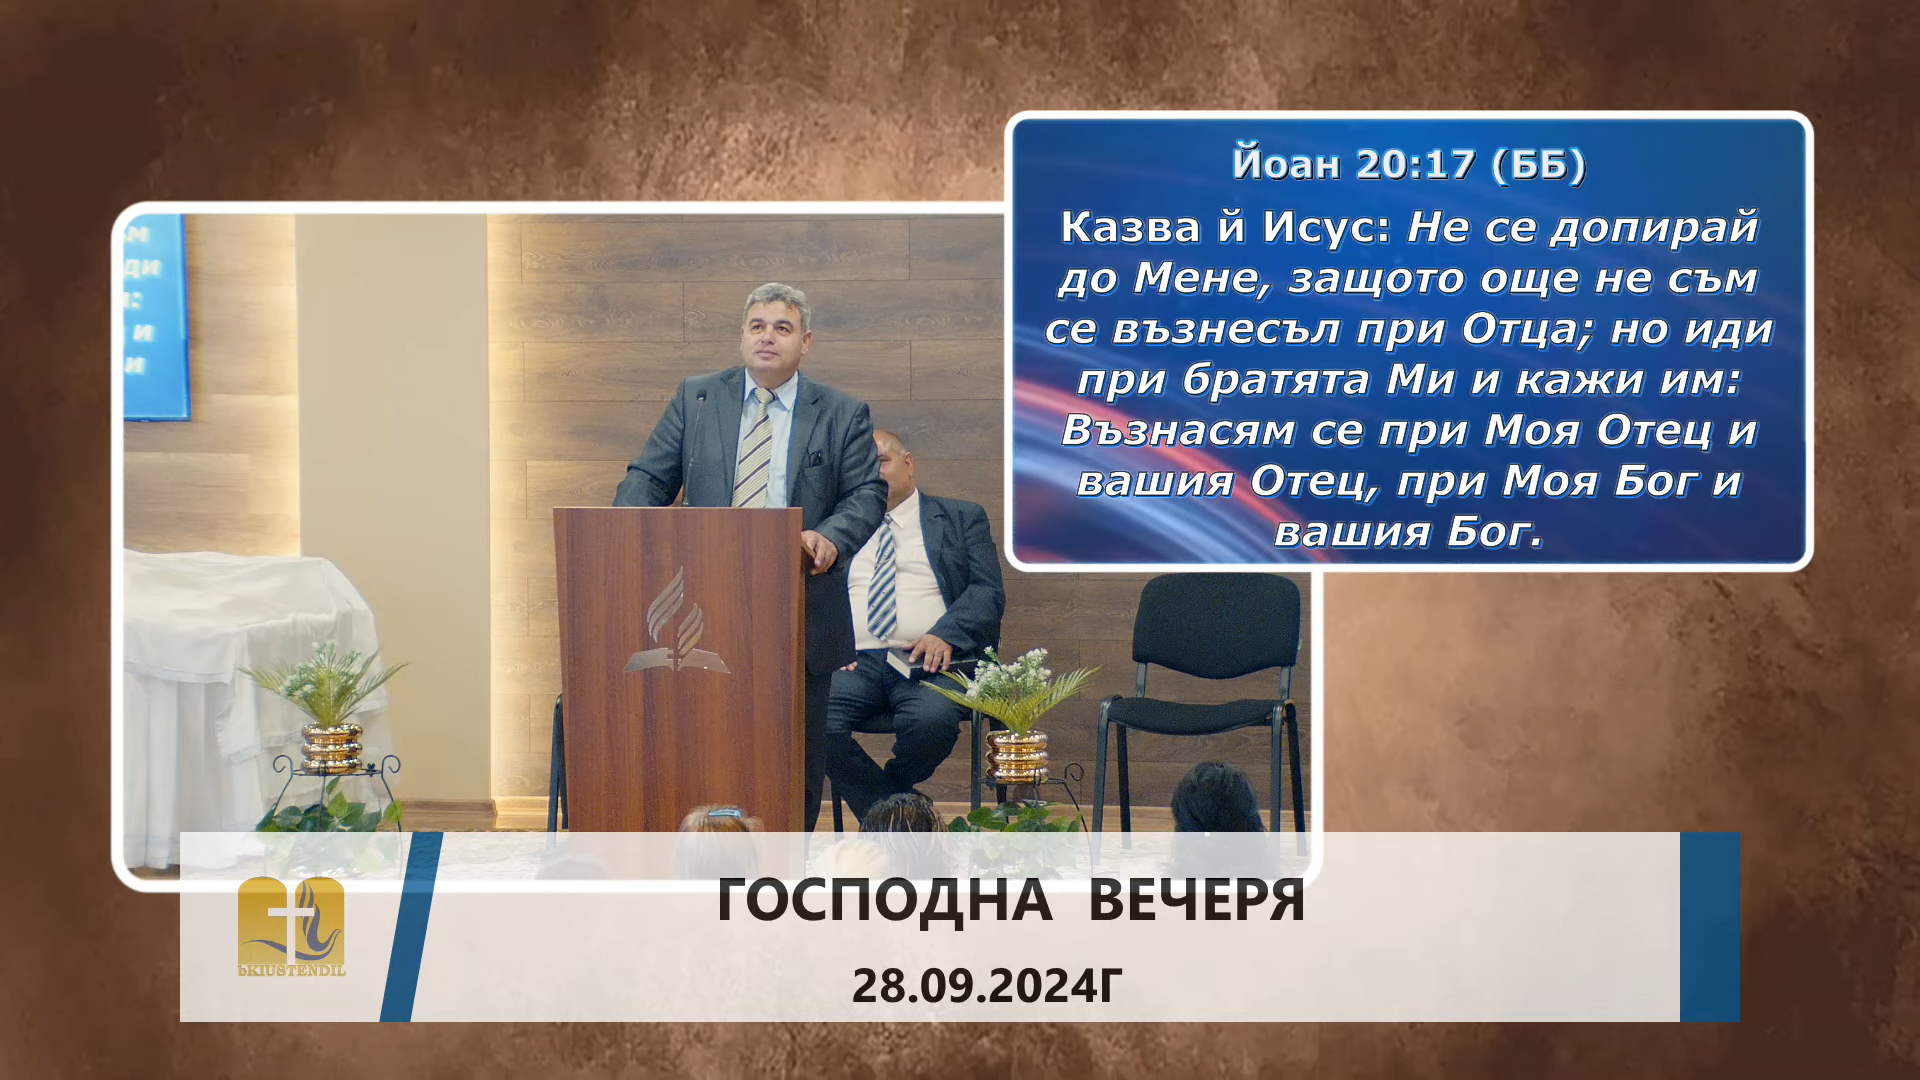 Йоан 20:17 (ББ)
Казва й Исус: Не се допирай
до Мене, защото още не съм
се възнесъл при Отца; но иди
при братята Ми и кажи им:
Възнасям се при Моя Отец и
вашия Отец, при Моя Бог и
вашия Бог.
ди
и
и
ГОСПОДНА ВЕЧЕРЯ
28.09.2024Г
ЬKIUSTENDIL